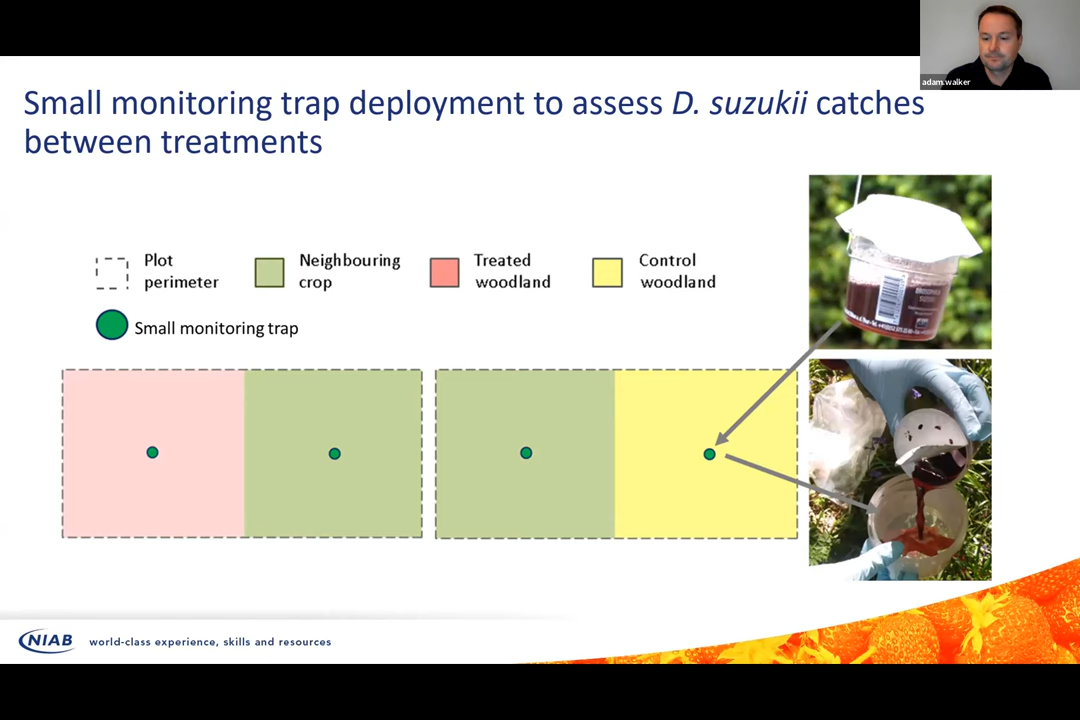 adam.walker
Small monitoring trap deployment to assess D. suzukii catches
between treatments
Plot
perimeter
Neighbouring
crop
Treated
woodland
Control
woodland
Small monitoring trap
NIAB
world-class experience, skills and resources